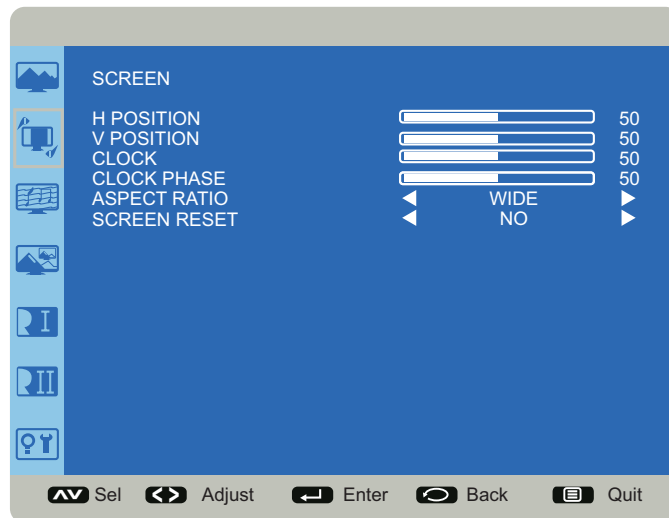 SCREEN
H POSITION 50
V POSITION 50
CLOCK 50
CLOCK PHASE 50
ASPECT RATIO WIDE
SCREEN RESET NO
I
II
Sel Adjust Enter Back Quit